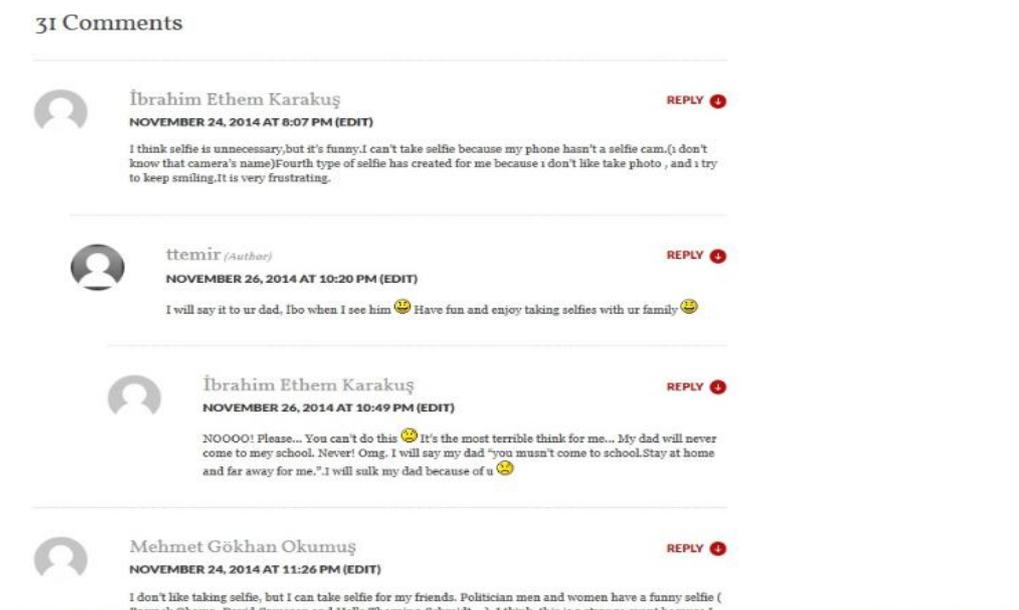 31 Comments
İbrahim Ethem Karakuş
REPLY
NOVEMBER 24, 2014 AT 8:07 PM (EDIT)
I think selfie is unnecessary,but it's funny.I can't take selfie because my phone hasn't a selfie cam.(ı don't
know that camera's name)Fourth type of selfie has created for me because ı don't like take photo , and ı try
to keep smiling.It is very frustrating.
ttemir (Author)
REPLY
NOVEMBER 26, 2014 AT 10:20 PM (EDIT)
I will say it to ur dad, Ibo when I see him Have fun and enjoy taking selfies with ur family
İbrahim Ethem Karakuş
REPLY
NOVEMBER 26, 2014 AT 10:49 PM (EDIT)
NOOOO! Please... You can't do this It's the most terrible think for me... My dad will never
come to mey school. Never! Omg. I will say my dad "you musn't come to school.Stay at home
and far away for me.".I will sulk my dad because of u
Mehmet Gökhan Okumuş
REPLY
NOVEMBER 24, 2014 AT 11:26 PM (EDIT)
I don't like taking selfie, but I can take selfie for my friends. Politician men and women have a funny selfie (